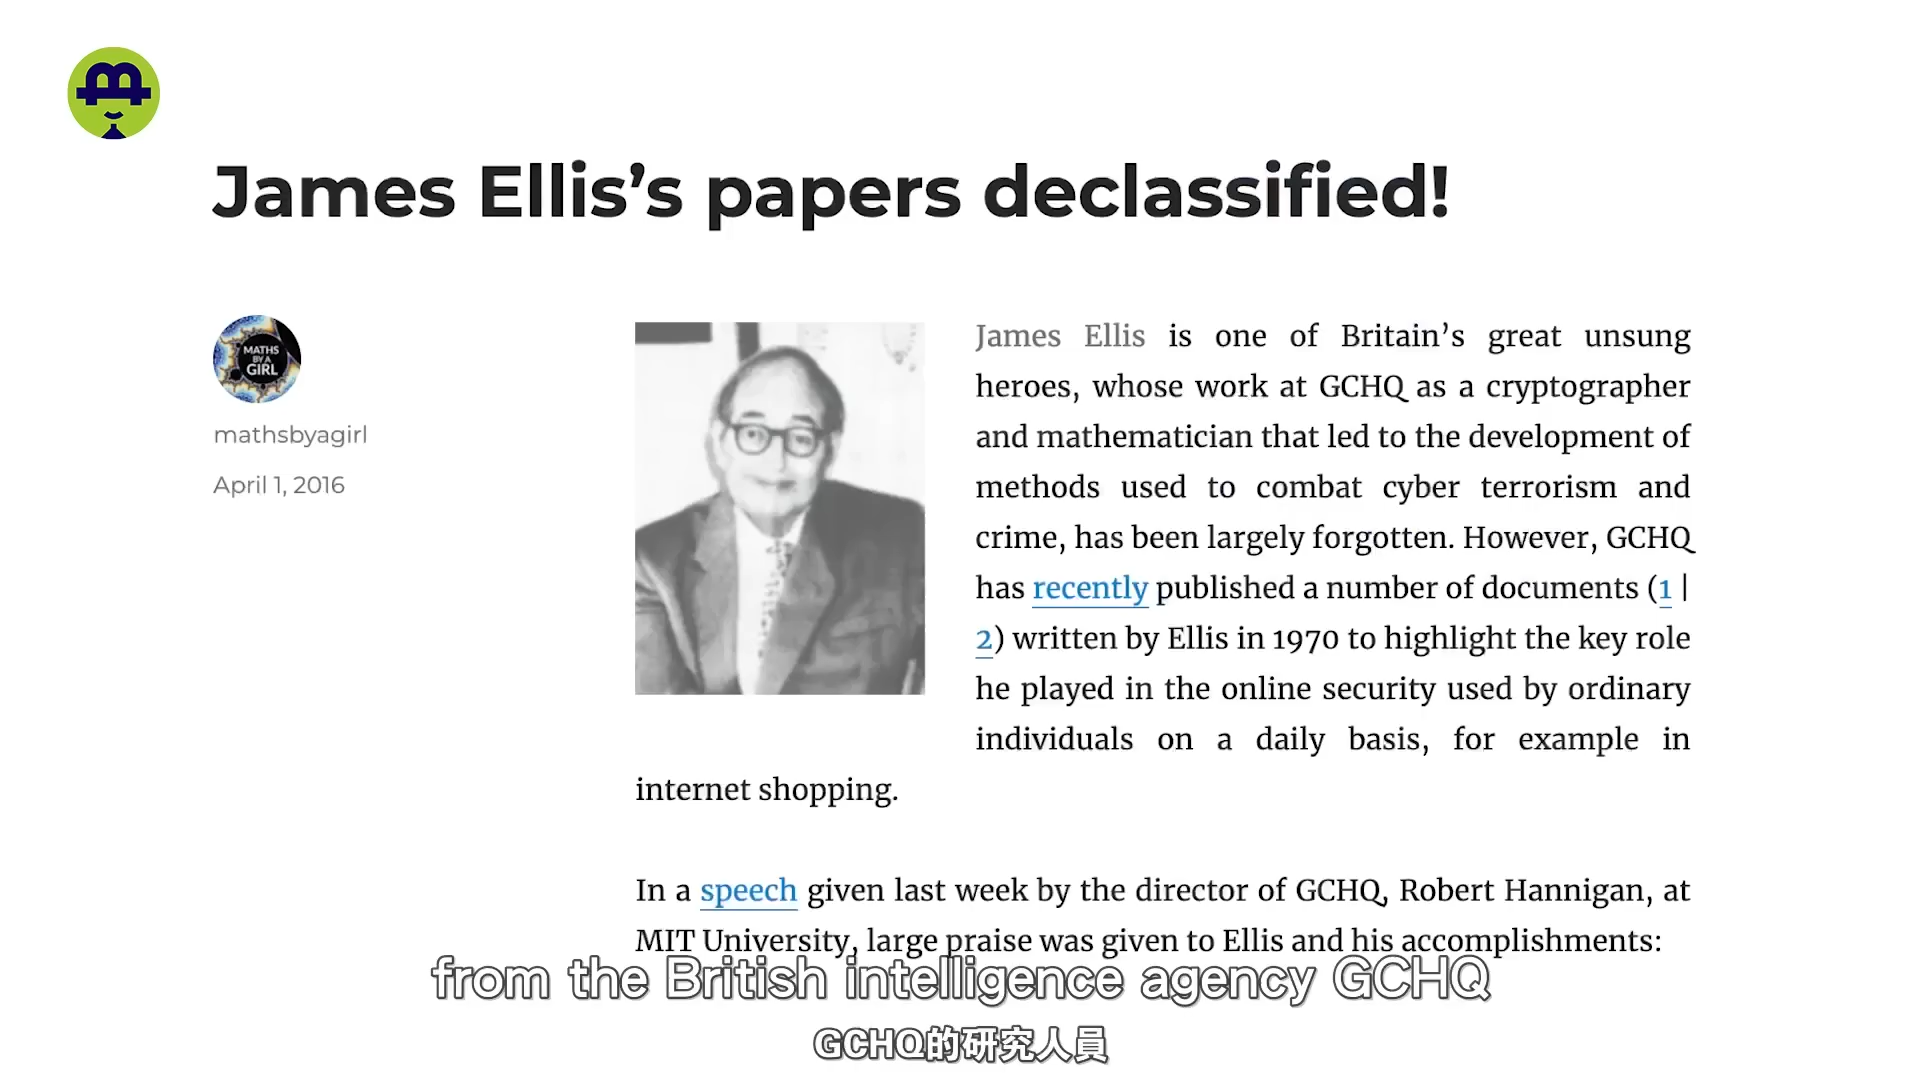 James Ellis’s papers declassified!
MATHS
BY A
GIRL
mathsbyagirl
April 1, 2016
James Ellis is one of Britain’s great unsung
heroes, whose work at GCHQ as a cryptographer
and mathematician that led to the development of
methods used to combat cyber terrorism and
crime, has been largely forgotten. However, GCHQ
has recently published a number of documents (1 |
2) written by Ellis in 1970 to highlight the key role
he played in the online security used by ordinary
individuals on a daily basis, for example in
internet shopping.
In a speech given last week by the director of GCHQ, Robert Hannigan, at
MIT University, large praise was given to Ellis and his accomplishments:
from the British intelligence agency GCHQ
GCHQ的研究人員